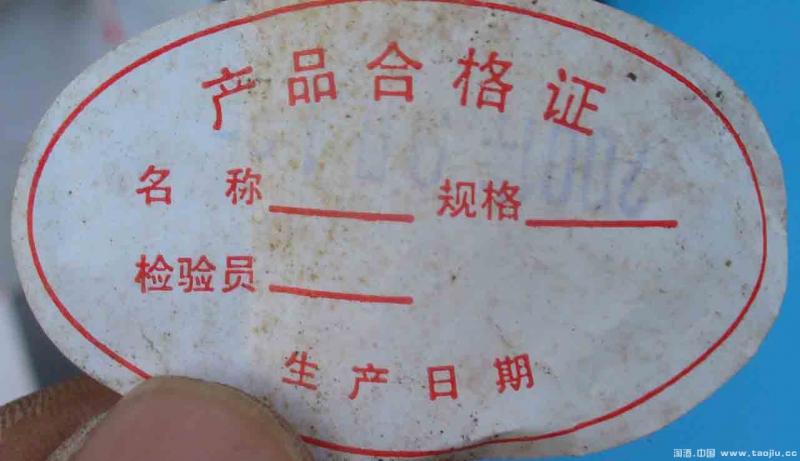 产品合格证
名 称 规格
检验员
生产日期
淘酒.中国 www.taojiu.cc